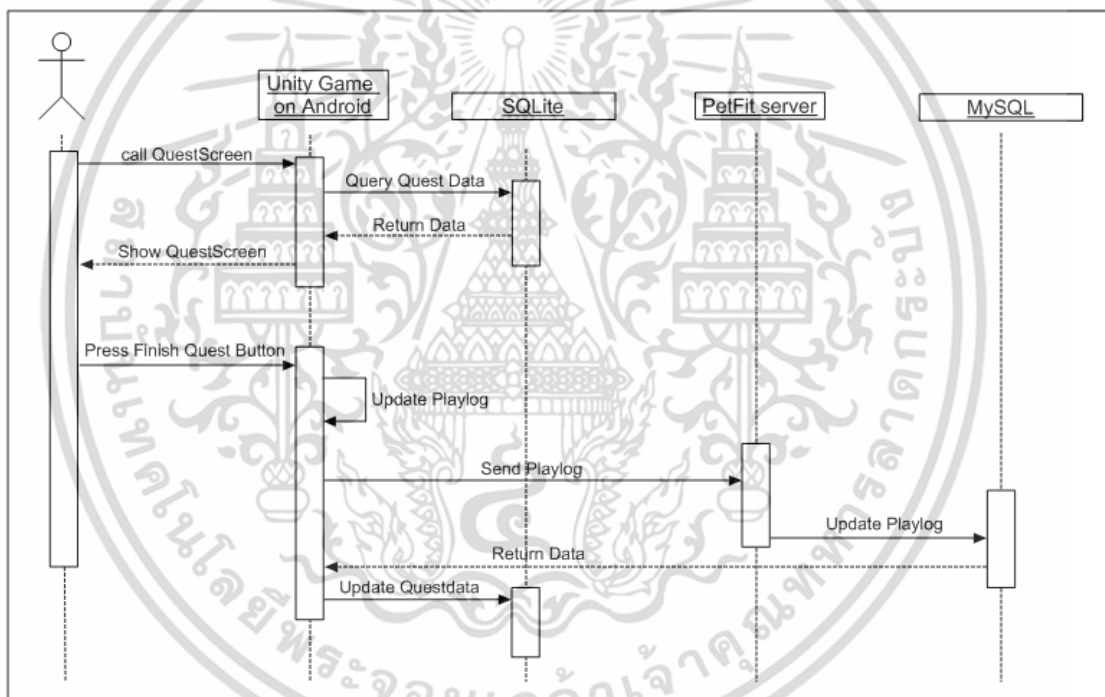 Unity Game
on Android
SQLite
PetFit server
MySQL
call QuestScreen
Query Quest Data
Return Data
Show QuestScreen
Press Finish Quest Button
Update Playlog
Send Playlog
Update Playlog
Return Data
Update Questdata